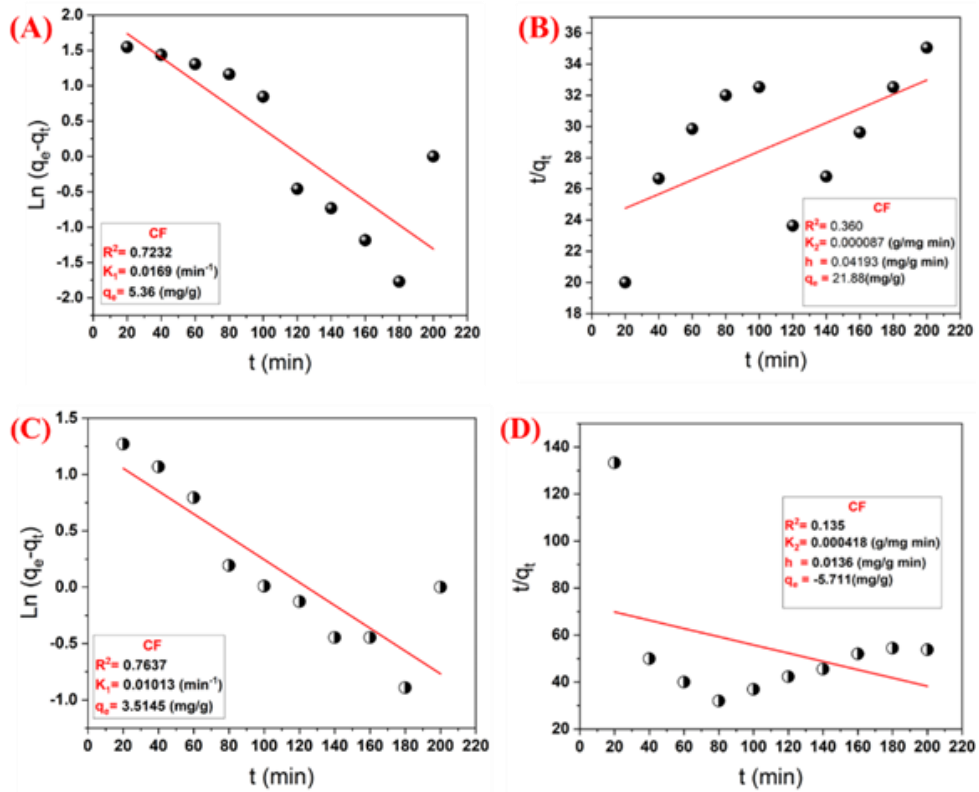 (A)
Ln (qe-qt)
2.0
1.5
1.0
0.5
0.0
-0.5
-1.0
-1.5
-2.0
CF
R²= 0.7232
K₁= 0.0169 (min⁻¹)
qe= 5.36 (mg/g)
0 20 40 60 80 100 120 140 160 180 200 220
t (min)
(B)
t/qt
36
34
32
30
28
26
24
22
20
18
CF
R²= 0.360
K₂= 0.000087 (g/mg min)
h = 0.04193 (mg/g min)
qe = 21.88(mg/g)
0 20 40 60 80 100 120 140 160 180 200 220
t (min)
(C)
Ln (qe-qt)
1.5
1.0
0.5
0.0
-0.5
-1.0
CF
R²= 0.7637
K₁= 0.01013 (min⁻¹)
qe= 3.5145 (mg/g)
0 20 40 60 80 100 120 140 160 180 200 220
t (min)
(D)
t/qt
140
120
100
80
60
40
20
CF
R²= 0.135
K₂= 0.000418 (g/mg min)
h = 0.0136 (mg/g min)
qe = -5.711(mg/g)
0 20 40 60 80 100 120 140 160 180 200 220
t (min)